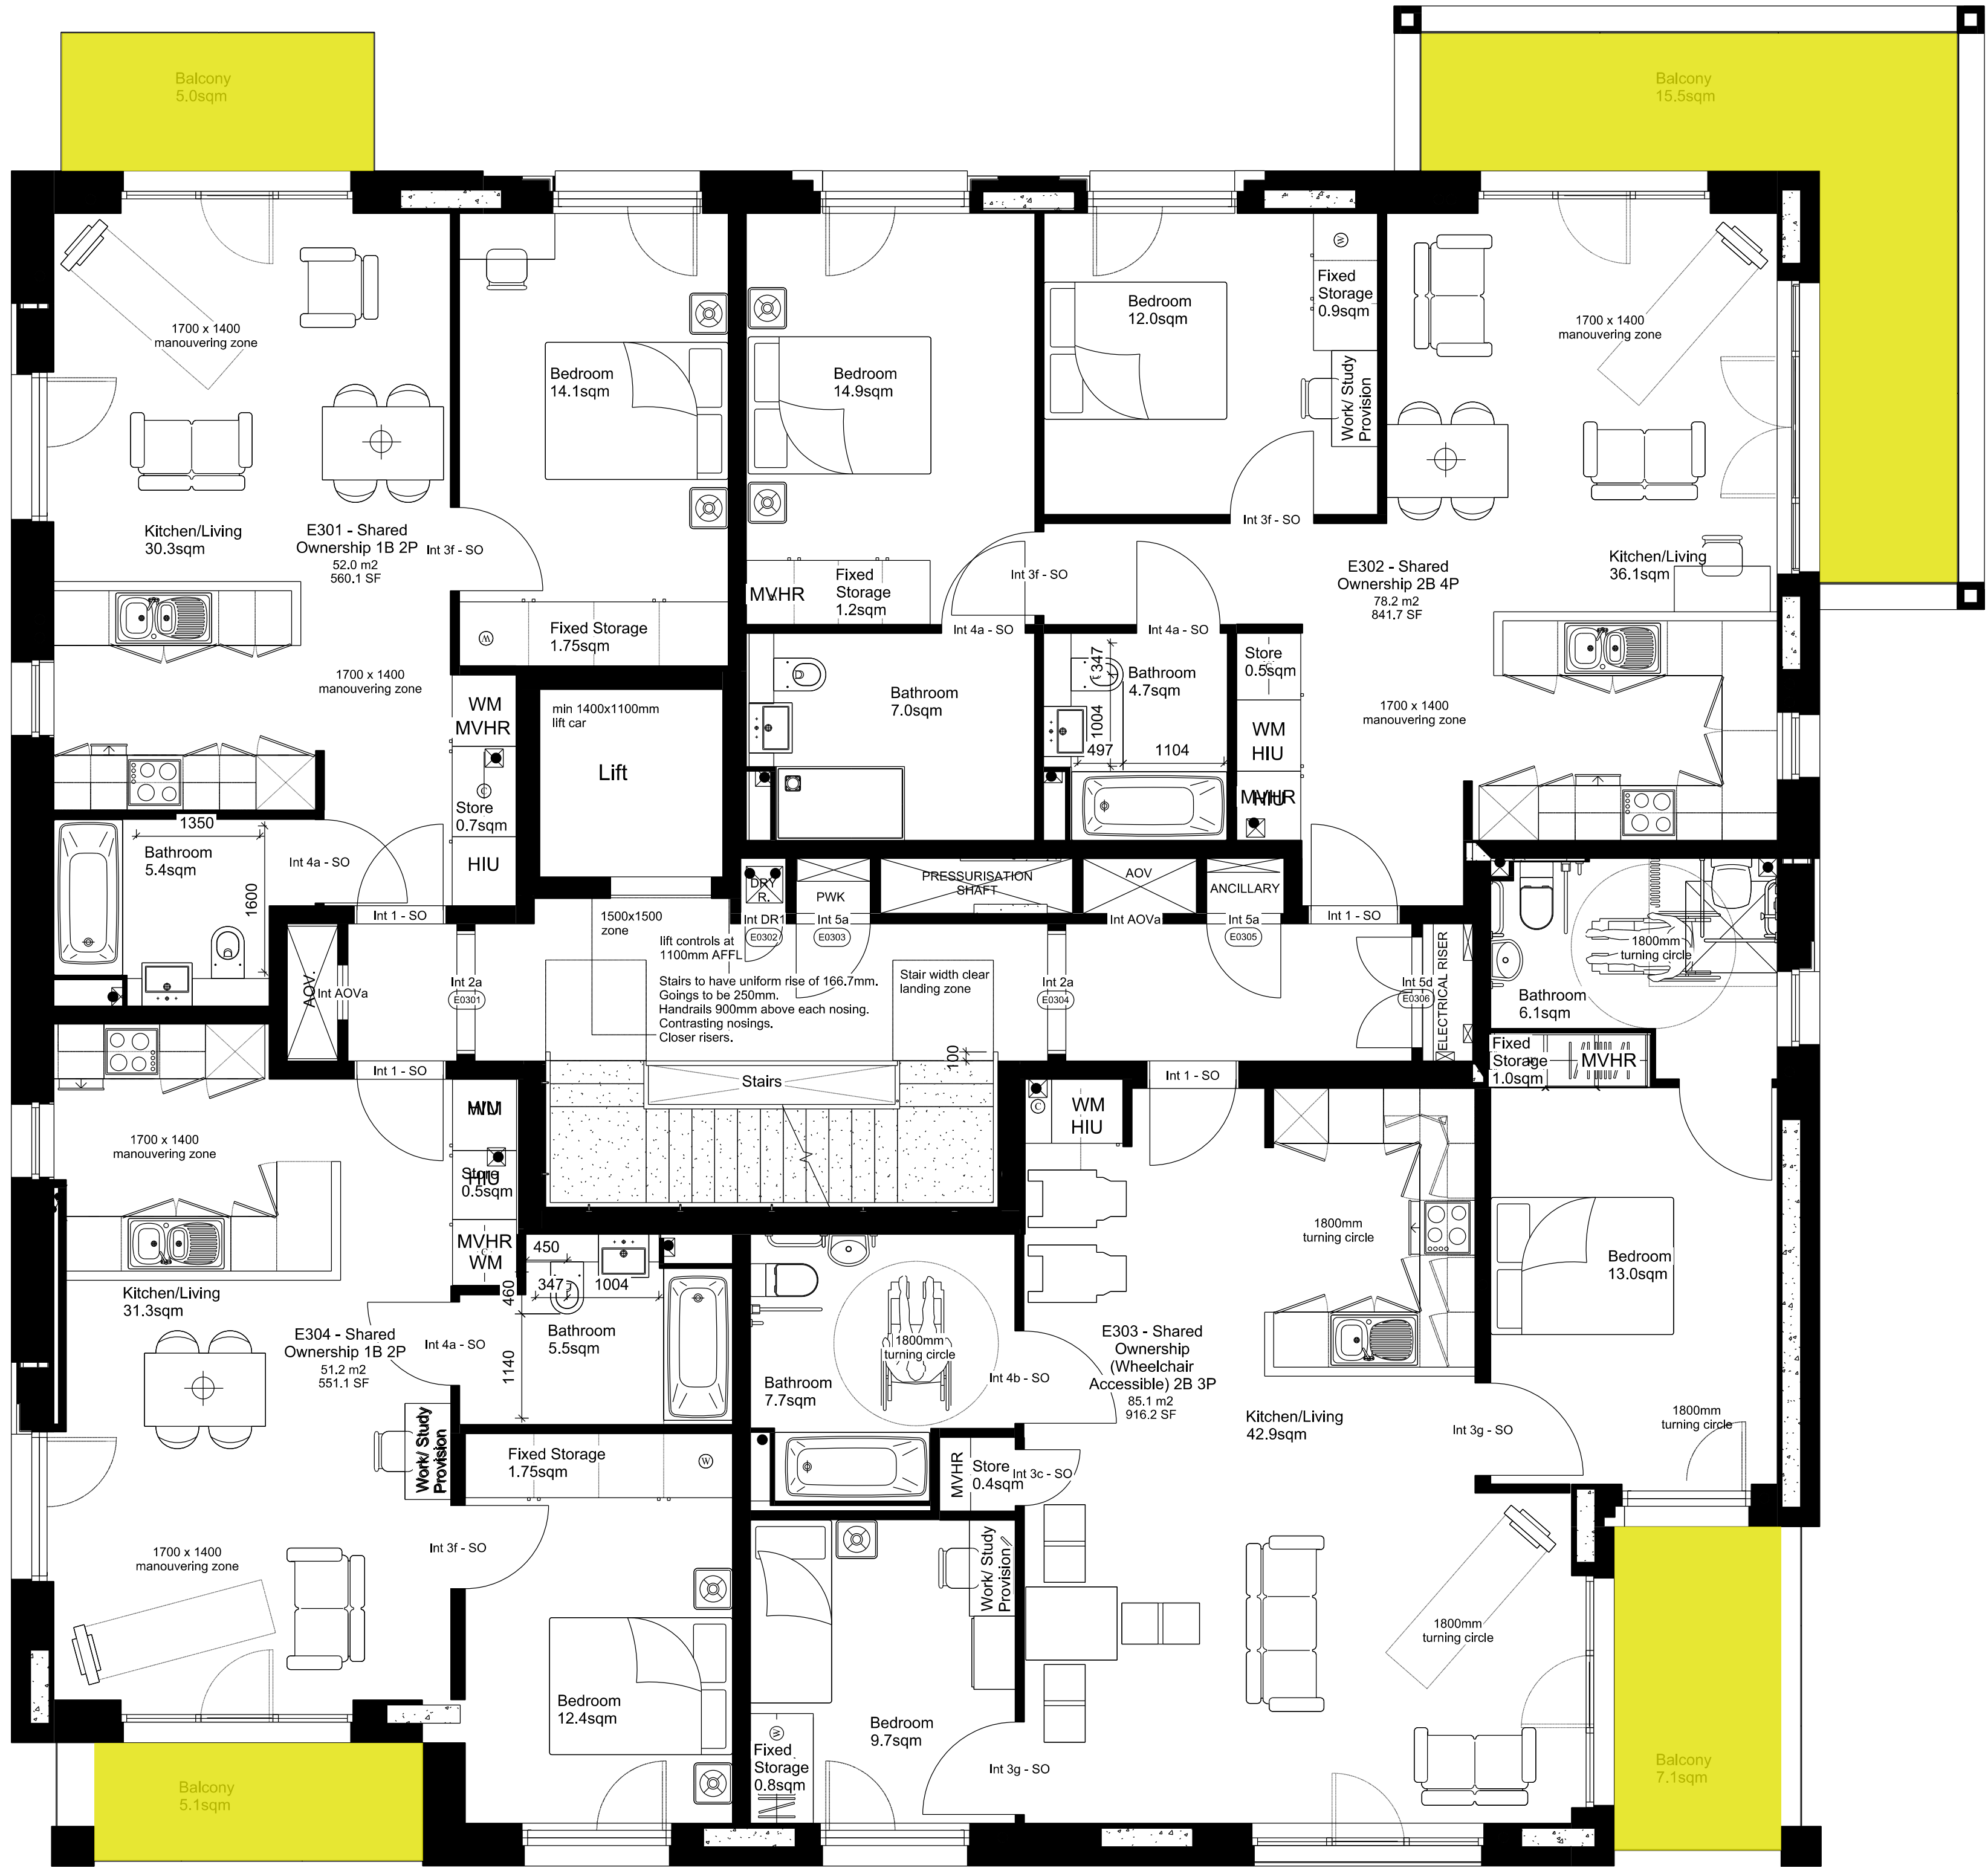 Balcony
5.0sqm
Balcony
15.5sqm
1700 x 1400
manouvering zone
Bedroom
14.1sqm
Bedroom
14.9sqm
Bedroom
12.0sqm
W
Fixed
Storage
0.9sqm
Work/ Study
Provision
1700 x 1400
manouvering zone
Kitchen/Living
30.3sqm
E301 - Shared
Ownership 1B 2P
52.0 m2
560.1 SF
Int 3f - SO
Int 3f - SO
Int 3f - SO
E302 - Shared
Ownership 2B 4P
78.2 m2
841.7 SF
Kitchen/Living
36.1sqm
MVHR
Fixed
Storage
1.2sqm
W
Fixed Storage
1.75sqm
Int 4a - SO
Int 4a - SO
1700 x 1400
manouvering zone
WM
MVHR
C
Store
0.7sqm
HIU
min 1400x1100mm
lift car
Lift
Bathroom
7.0sqm
347
1004
497
1104
Bathroom
4.7sqm
Store
0.5sqm
WM
HIU
MVHR
1700 x 1400
manouvering zone
1350
1600
Bathroom
5.4sqm
Int 4a - SO
Int 1 - SO
DRY
R.
PWK
PRESSURISATION
SHAFT
AOV
ANCILLARY
Int DR1
E0302
Int 5a
E0303
Int AOVa
Int 5a
E0305
Int 1 - SO
1500x1500
zone
lift controls at
1100mm AFFL
Stairs to have uniform rise of 166.7mm.
Goings to be 250mm.
Handrails 900mm above each nosing.
Contrasting nosings.
Closer risers.
Stair width clear
landing zone
AOV.
Int AOVa
Int 2a
E0301
Int 2a
E0304
Int 5d
E0306
ELECTRICAL RISER
1800mm
turning circle
Bathroom
6.1sqm
Fixed
Storage
1.0sqm
MVHR
100
Stairs
Int 1 - SO
Int 1 - SO
1700 x 1400
manouvering zone
WM
Store
0.5sqm
HIU
MVHR
WM
C
WM
HIU
1800mm
turning circle
Bedroom
13.0sqm
450
347
1004
460
1140
Bathroom
5.5sqm
Kitchen/Living
31.3sqm
E304 - Shared
Ownership 1B 2P
51.2 m2
551.1 SF
Int 4a - SO
1800mm
turning circle
Bathroom
7.7sqm
Int 4b - SO
E303 - Shared
Ownership
(Wheelchair
Accessible) 2B 3P
85.1 m2
916.2 SF
Kitchen/Living
42.9sqm
Int 3g - SO
1800mm
turning circle
Work/ Study
Provision
Fixed Storage
1.75sqm
W
MVHR
Store
0.4sqm
Int 3c - SO
1700 x 1400
manouvering zone
Int 3f - SO
Work/ Study
Provision
1800mm
turning circle
Bedroom
12.4sqm
W
Fixed
Storage
0.8sqm
Bedroom
9.7sqm
Int 3g - SO
Balcony
5.1sqm
Balcony
7.1sqm